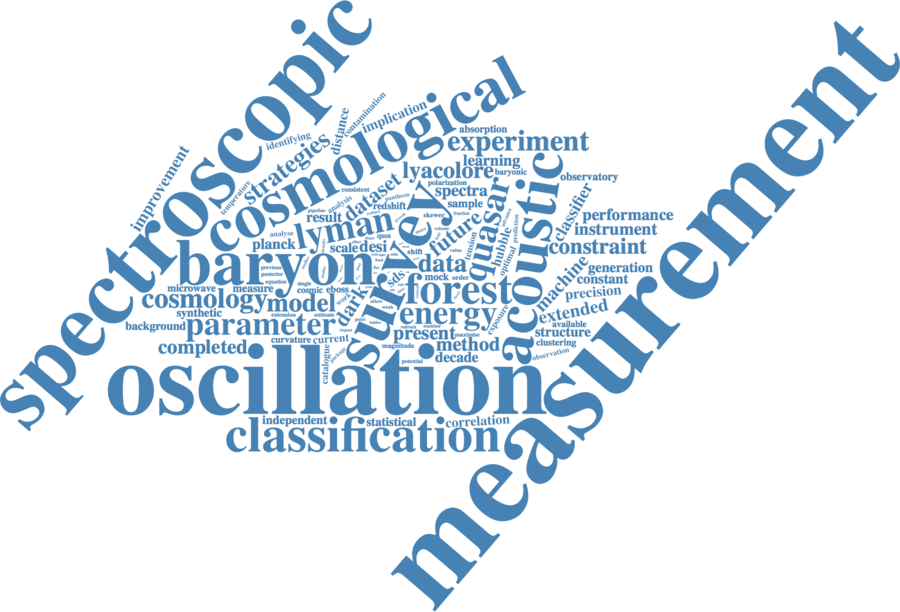 spectroscopic
measurement
cosmological
oscillation
baryon
acoustic
survey
classification
forest
lyman
quasar
parameter
energy
experiment
strategies
improvement
identifying
distance
contamination
implication
temperature
absorption
learning
baryonic
lyacolore
polarization
spectra
observatory
consistent
dataset
pantheon
analysis
redshift
sample
classifier
pipeline
result
skewer
fraction
future
performance
instrument
constraint
analyse
qsos
planck
scale
desi
shift
value
tension
hubble
optimal
prediction
previous
posterior
equation
sds
data
mock
order
machine
generation
constant
precision
microwave
measure
single
cosmic
eboss
cosmology
model
work
dark
synthetic
extension
estimate
extended
exposure
background
present
method
structure
available
clustering
completed
curvature
current
catalogue
package
magnitude
potential
decade
observation
independent
statistical
correlation